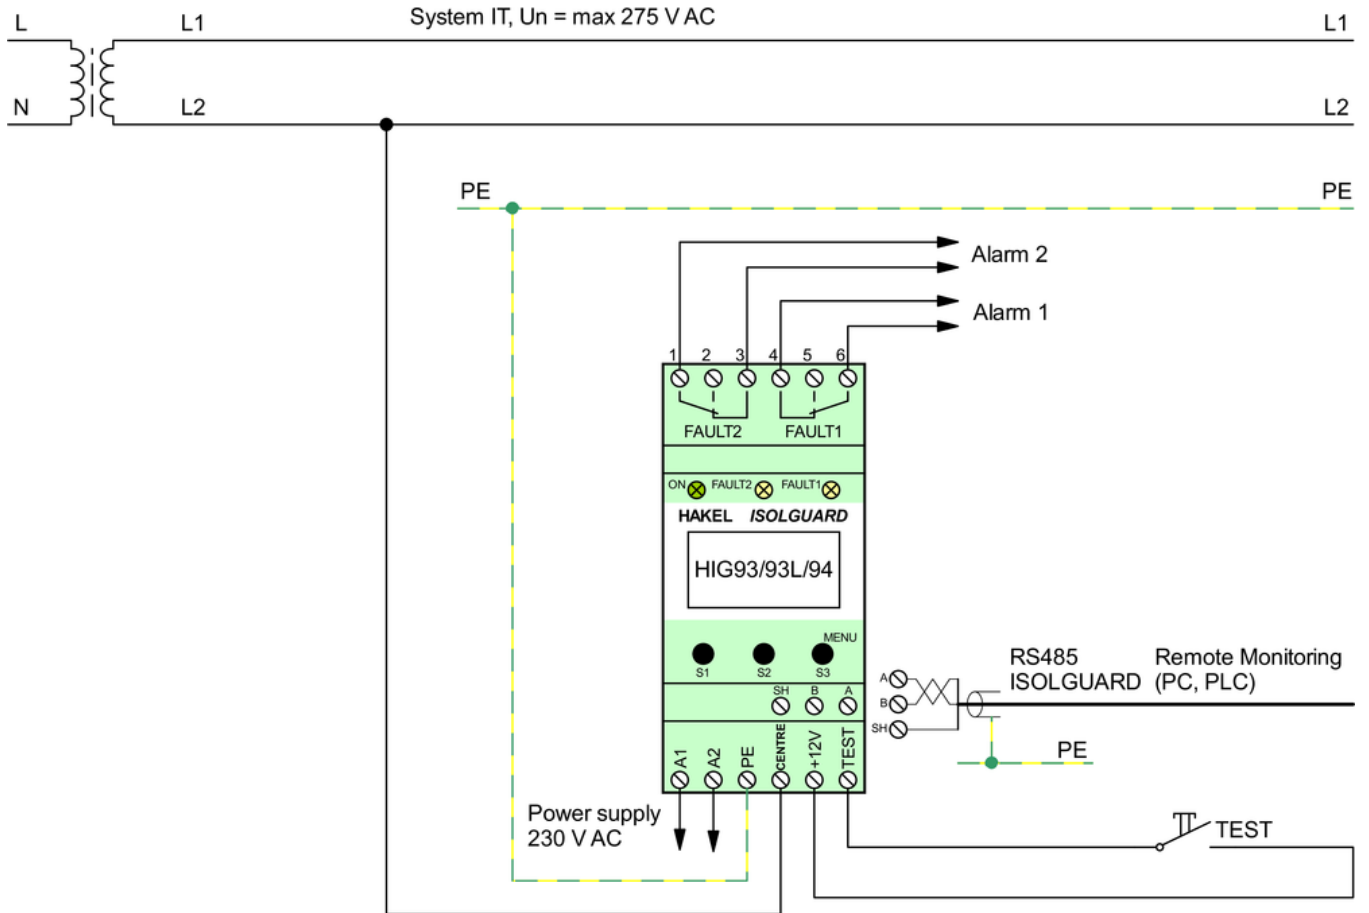 L L1 System IT, Un = max 275 V AC L1
N L2 L2
PE PE
Alarm 2
Alarm 1
1 2 3 4 5 6
FAULT2 FAULT1
ON FAULT2 FAULT1
HAKEL ISOLGUARD
HIG93/93L/94
MENU
S1 S2 S3
SH B A
A1 A2 PE CENTRE +12V TEST
A
B
SH
RS485 Remote Monitoring
ISOLGUARD (PC, PLC)
PE
Power supply
230 V AC
TEST